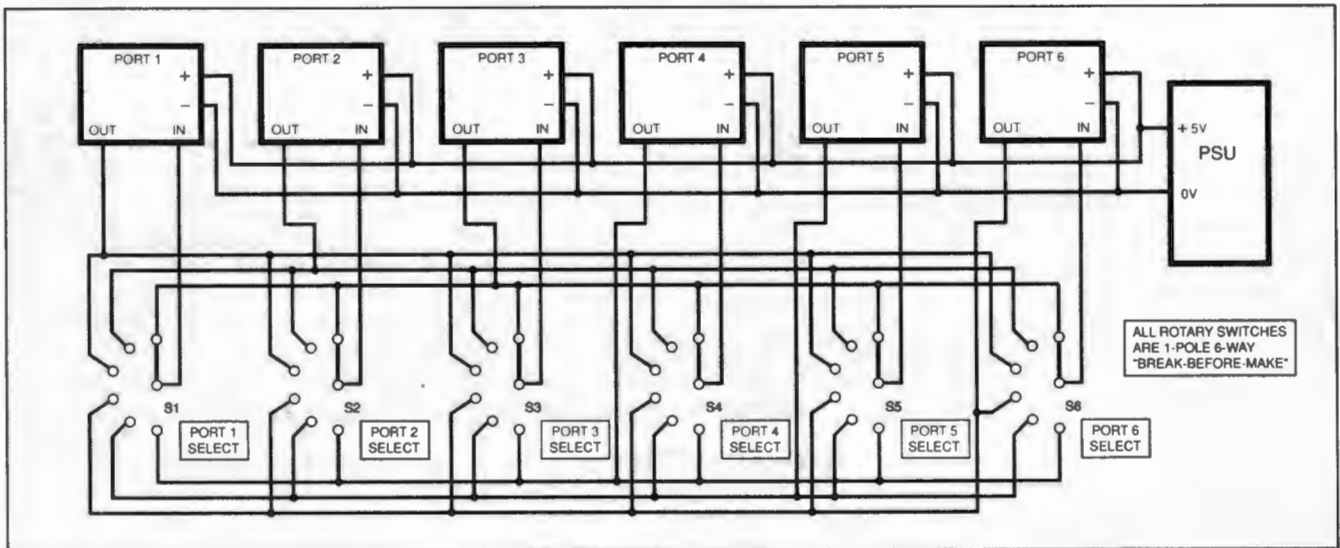 PORT 1
+
−
OUT IN
PORT 2
+
−
OUT IN
PORT 3
+
−
OUT IN
PORT 4
+
−
OUT IN
PORT 5
+
−
OUT IN
PORT 6
+
−
OUT IN
+ 5V
PSU
0V
ALL ROTARY SWITCHES
ARE 1-POLE 6-WAY
"BREAK-BEFORE-MAKE"
S1
PORT 1
SELECT
S2
PORT 2
SELECT
S3
PORT 3
SELECT
S4
PORT 4
SELECT
S5
PORT 5
SELECT
S6
PORT 6
SELECT